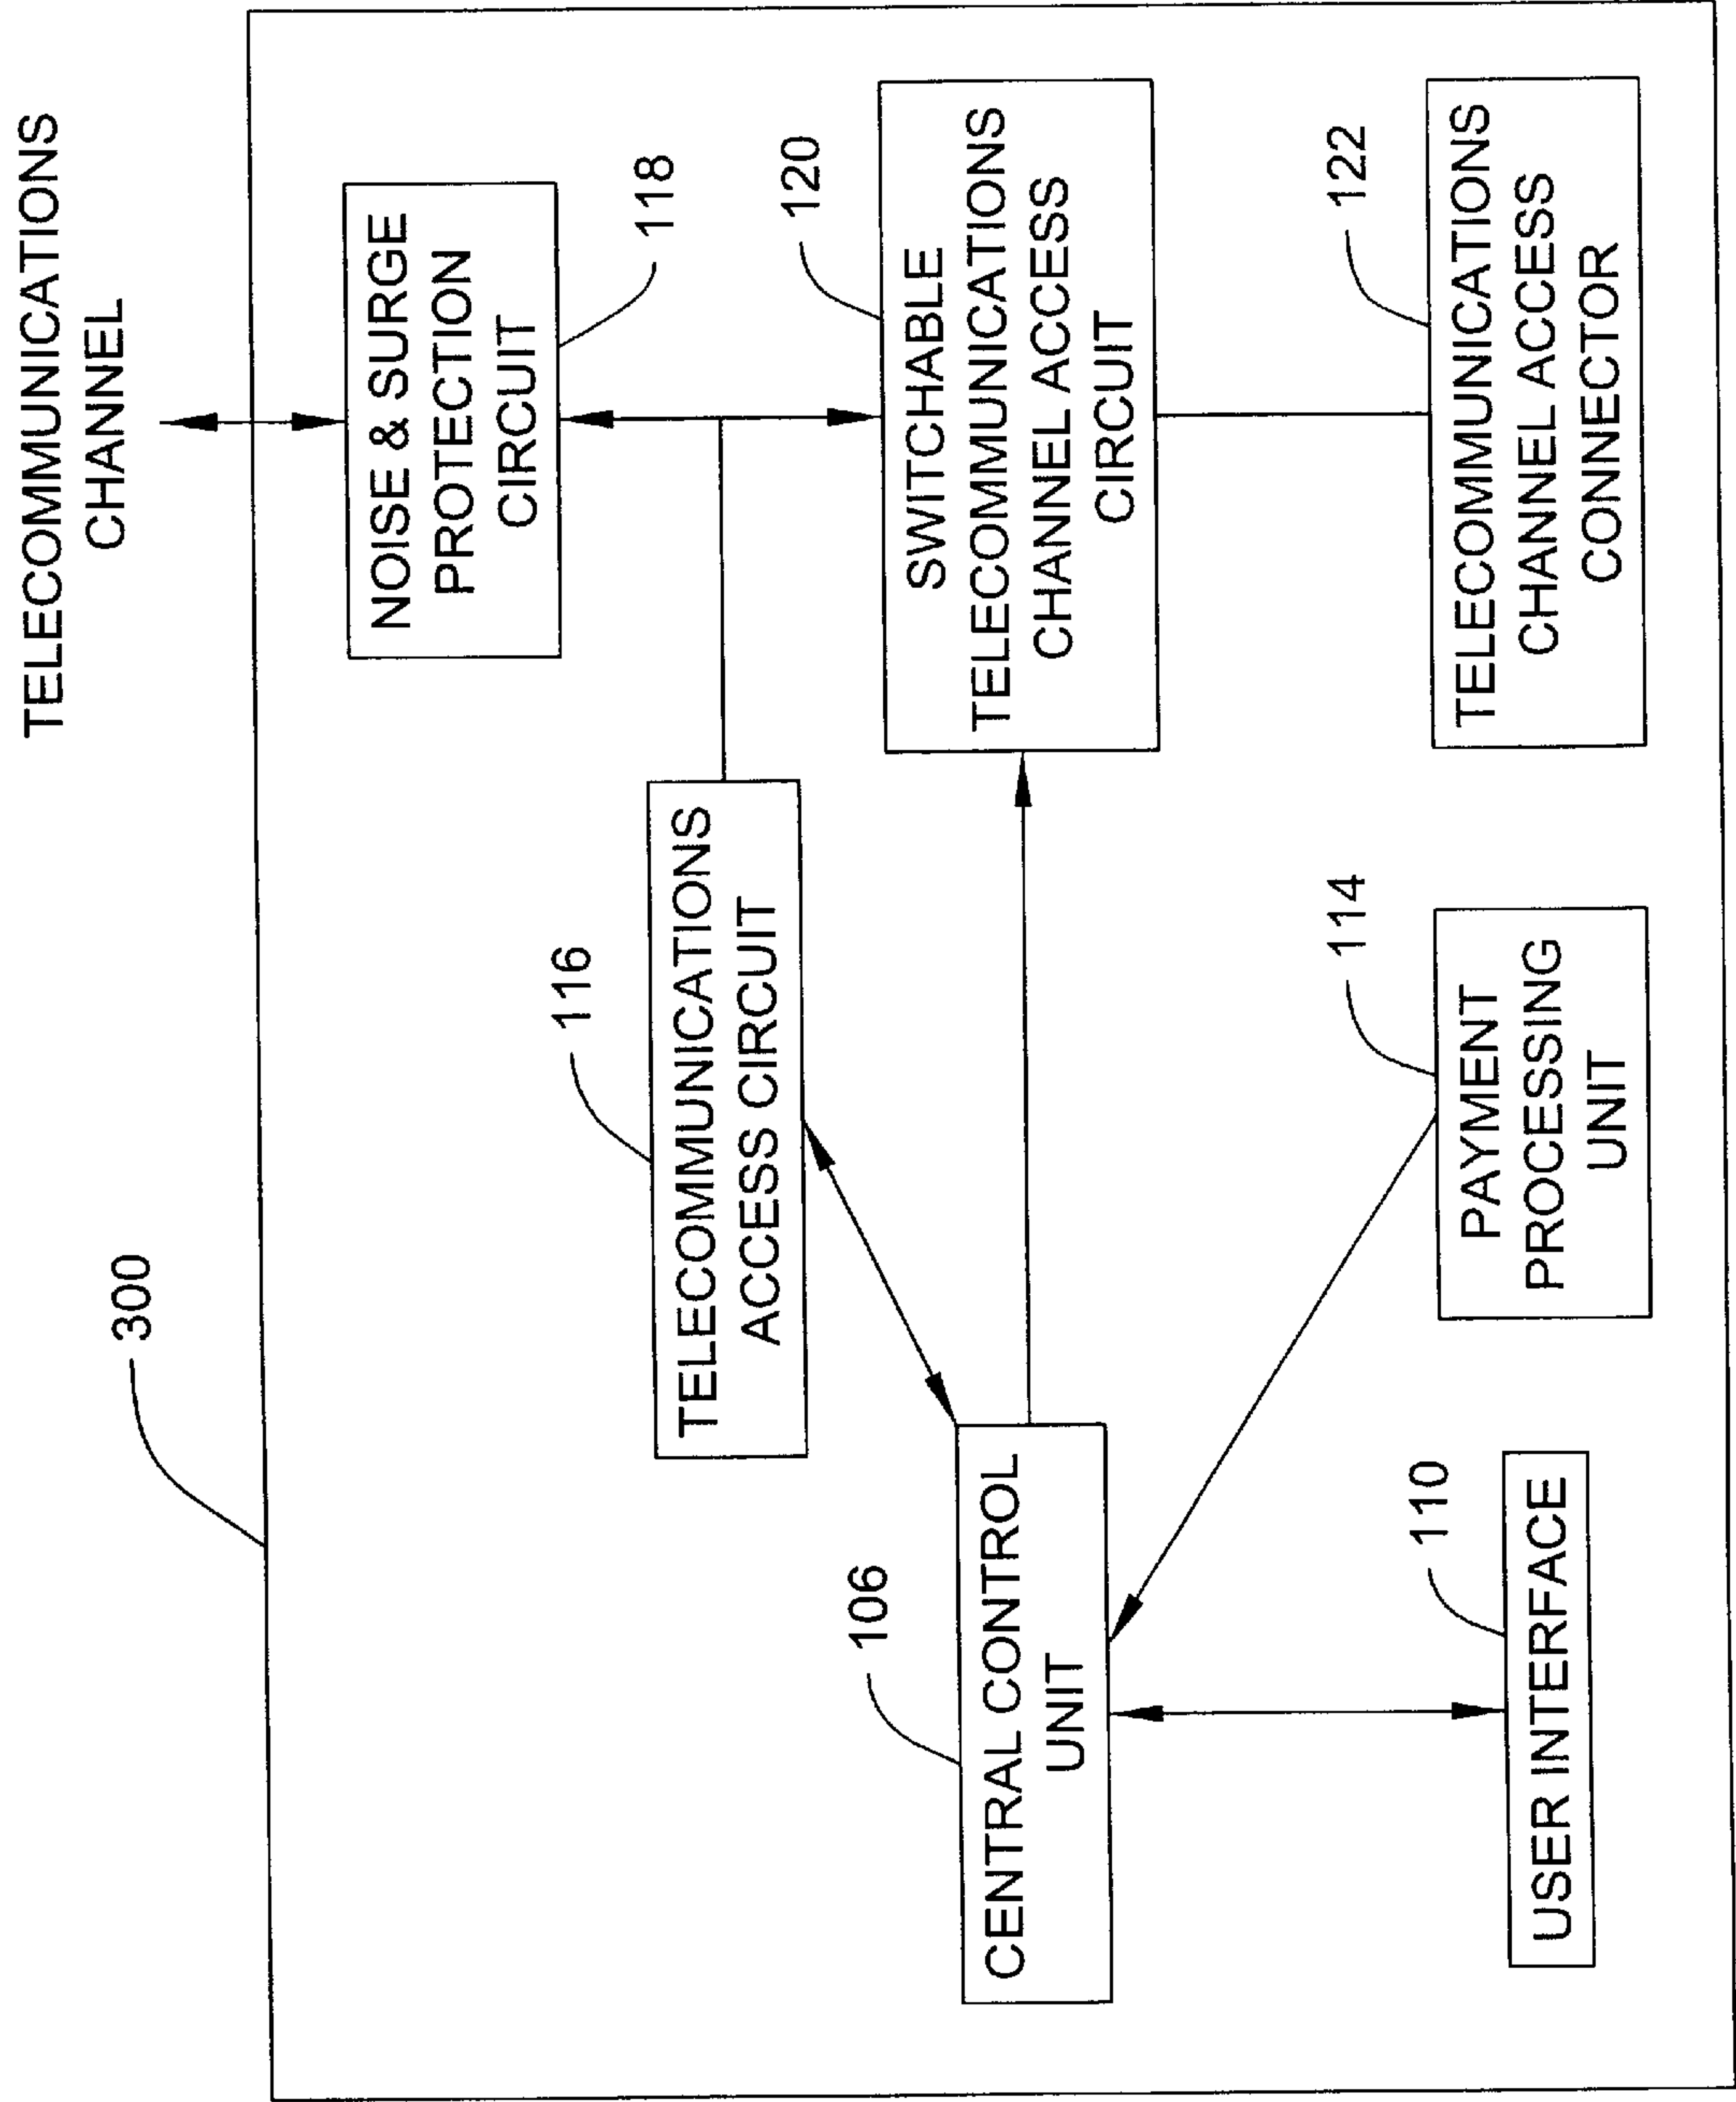 TELECOMMUNICATIONS
CHANNEL
300
NOISE & SURGE
PROTECTION
CIRCUIT
118
116
TELECOMMUNICATIONS
ACCESS CIRCUIT
120
SWITCHABLE
TELECOMMUNICATIONS
CHANNEL ACCESS
CIRCUIT
106
CENTRAL CONTROL
UNIT
122
TELECOMMUNICATIONS
CHANNEL ACCESS
CONNECTOR
114
PAYMENT
PROCESSING
UNIT
110
USER INTERFACE